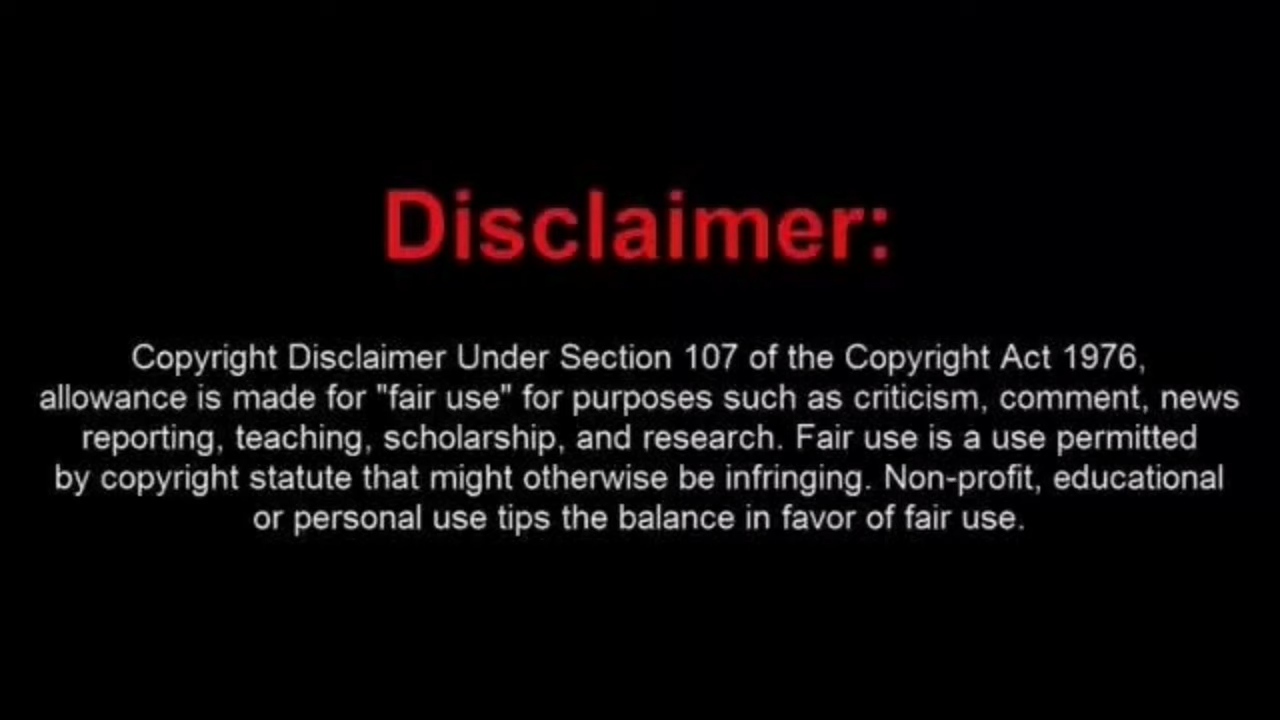 Disclaimer:
Copyright Disclaimer Under Section 107 of the Copyright Act 1976,
allowance is made for "fair use" for purposes such as criticism, comment, news
reporting, teaching, scholarship, and research. Fair use is a use permitted
by copyright statute that might otherwise be infringing. Non-profit, educational
or personal use tips the balance in favor of fair use.